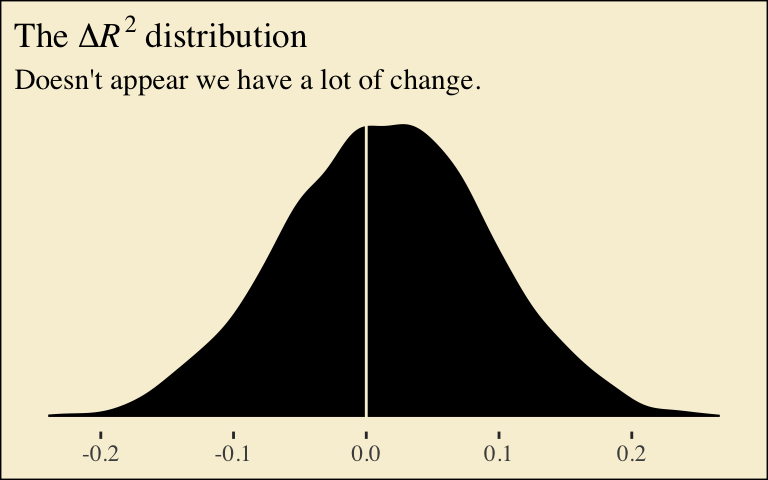 The ΔR² distribution
Doesn't appear we have a lot of change.
-0.2 -0.1 0.0 0.1 0.2